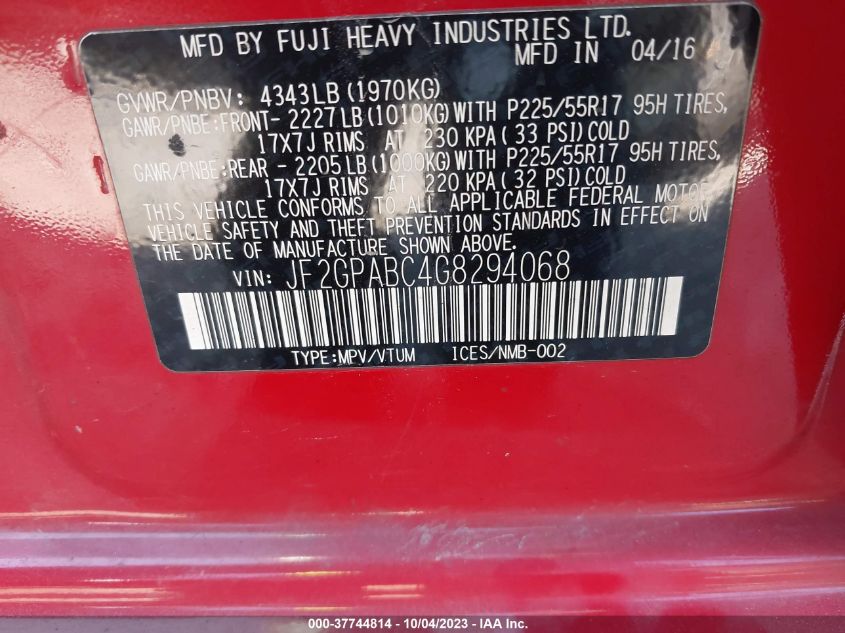 MFD BY FUJI HEAVY INDUSTRIES LTD.
MFD IN 04/16
GVWR/PNBV: 4343LB (1970KG)
GAWR/PNBE:FRONT- 2227LB (1010KG) WITH P225/55R17 95H TIRES,
17X7J RIMS AT 230 KPA ( 33 PSI) COLD
GAWR/PNBE:REAR - 2205LB (1000KG) WITH P225/55R17 95H TIRES,
17X7J RIMS AT 220 KPA ( 32 PSI) COLD
THIS VEHICLE CONFORMS TO ALL APPLICABLE FEDERAL MOTOR
VEHICLE SAFETY AND THEFT PREVENTION STANDARDS IN EFFECT ON
THE DATE OF MANUFACTURE SHOWN ABOVE.
VIN: JF2GPABC4G8294068
TYPE:MPV/VTUM ICES/NMB-002
000-37744814 - 10/04/2023 - IAA Inc.